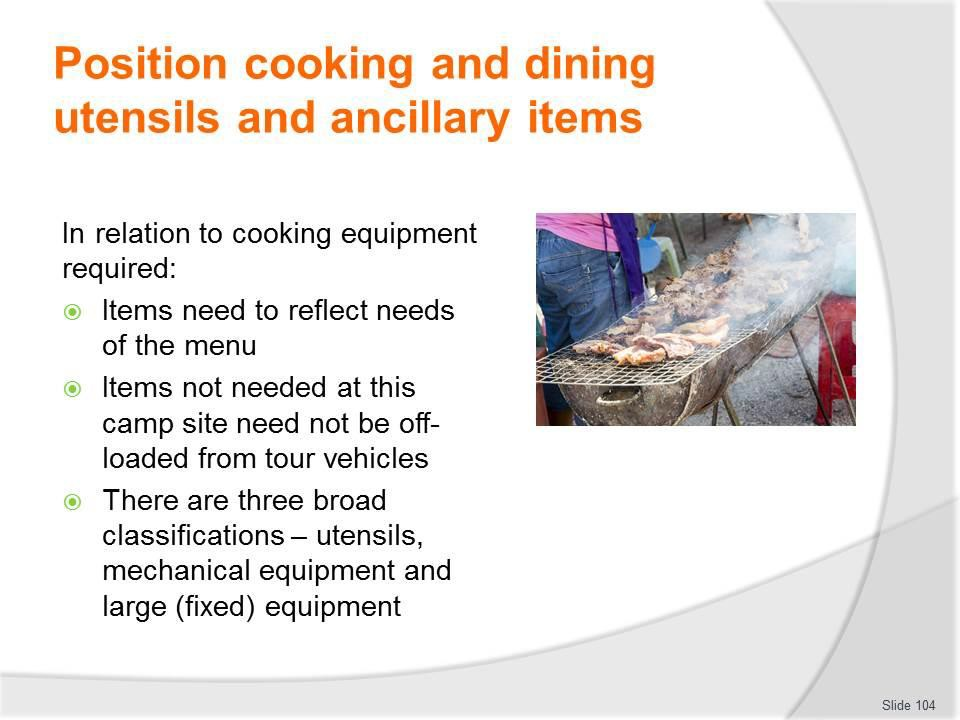 Position cooking and dining
utensils and ancillary items
In relation to cooking equipment
required:
Items need to reflect needs
of the menu
Items not needed at this
camp site need not be off-
loaded from tour vehicles
There are three broad
classifications – utensils,
mechanical equipment and
large (fixed) equipment
Slide 104